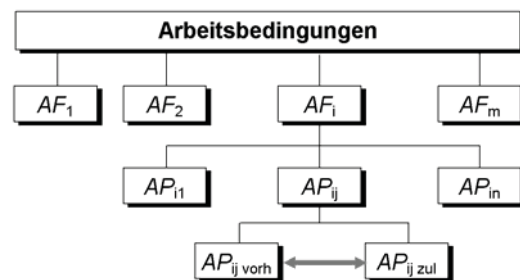 Arbeitsbedingungen
AF₁ AF₂ AFᵢ AFₘ
APᵢ₁ APᵢⱼ APᵢₙ
APᵢⱼ ᵥₒᵣₕ APᵢⱼ zul